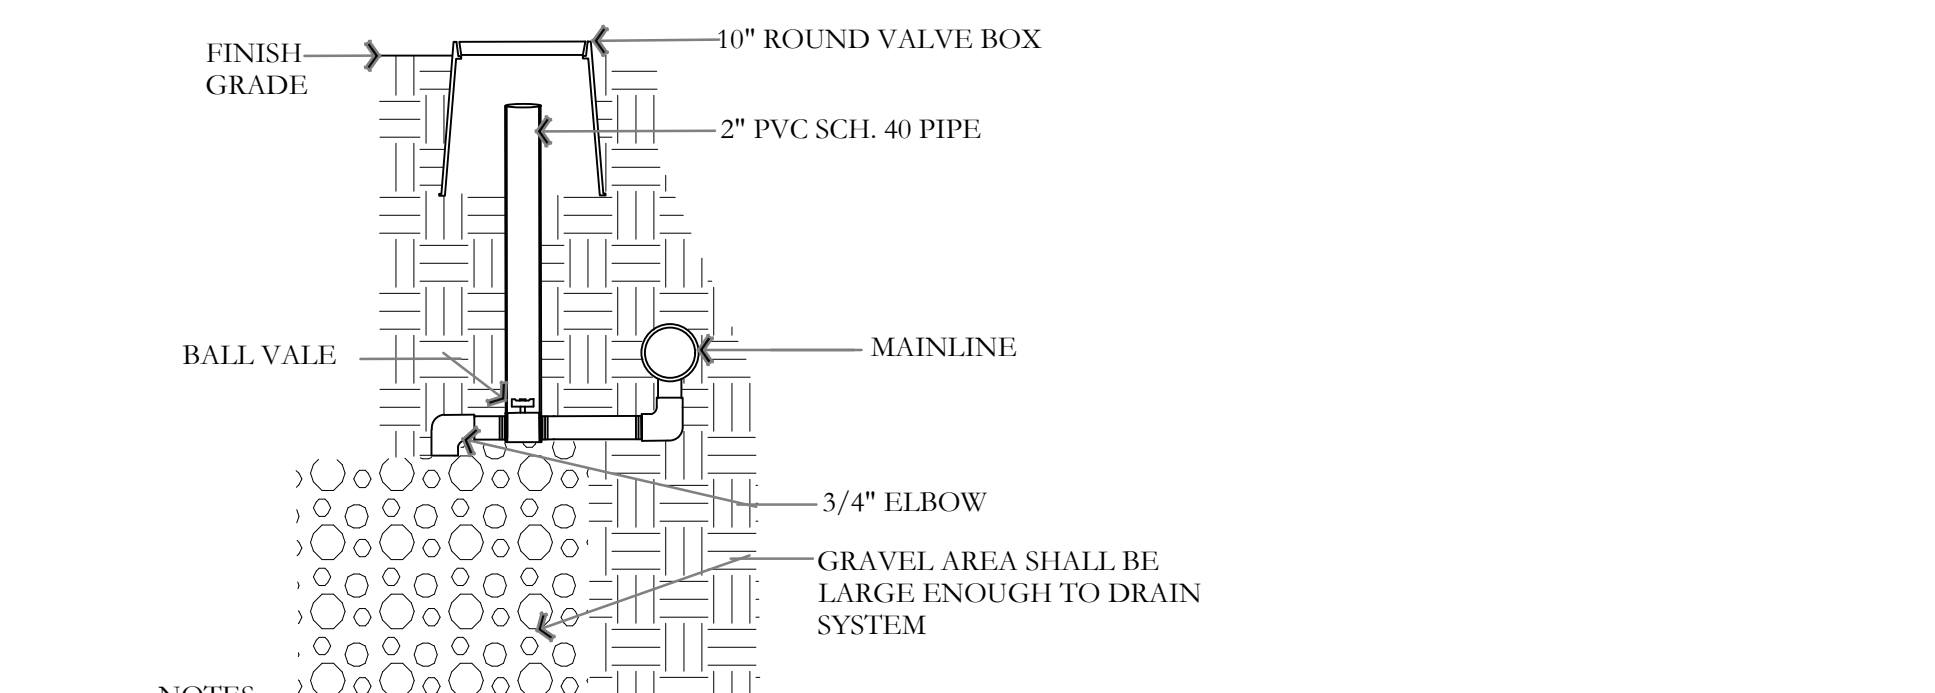 10" ROUND VALVE BOX
FINISH
GRADE
2" PVC SCH. 40 PIPE
BALL VALE
MAINLINE
3/4" ELBOW
GRAVEL AREA SHALL BE
LARGE ENOUGH TO DRAIN
SYSTEM
NOTES